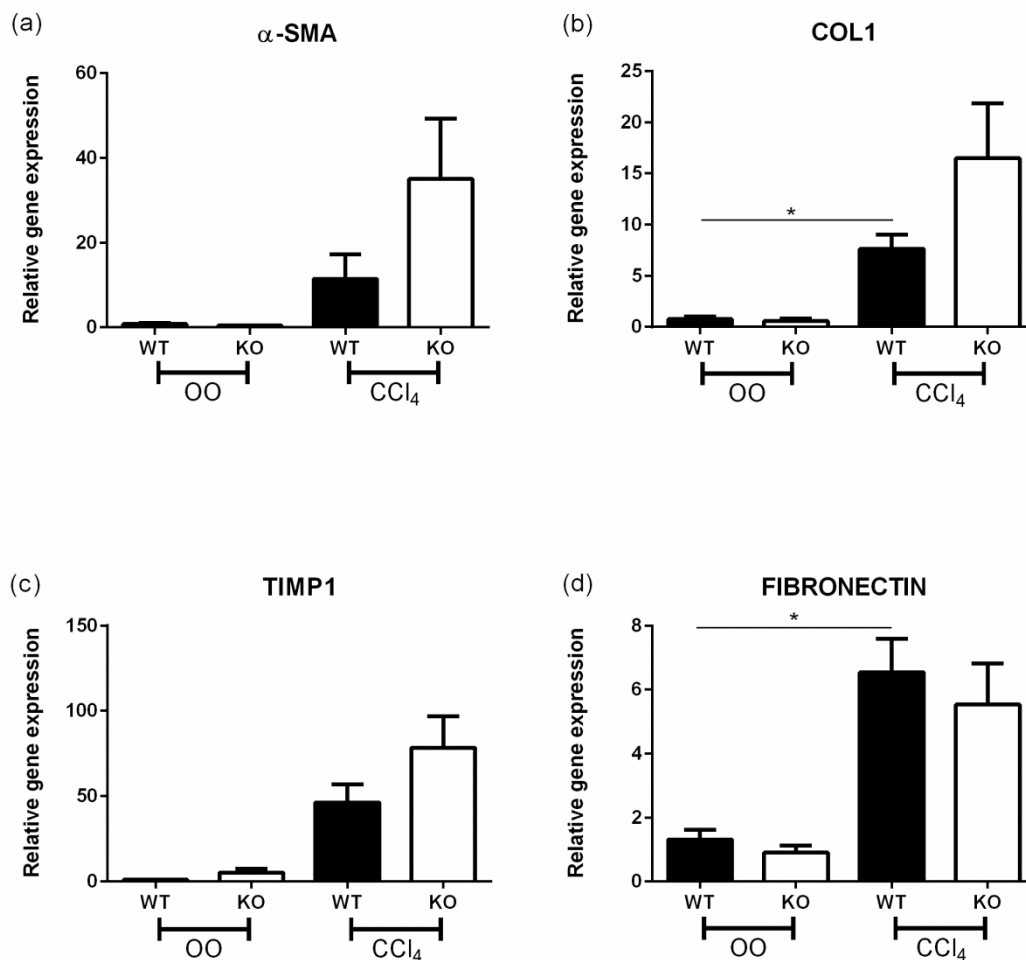 (a)
α-SMA
Relative gene expression
60
40
20
0
WT KO WT KO
OO CCl₄
(b)
COL1
Relative gene expression
25
20
15
10
5
0
*
WT KO WT KO
OO CCl₄
(c)
TIMP1
Relative gene expression
150
100
50
0
WT KO WT KO
OO CCl₄
(d)
FIBRONECTIN
Relative gene expression
8
6
4
2
0
*
WT KO WT KO
OO CCl₄